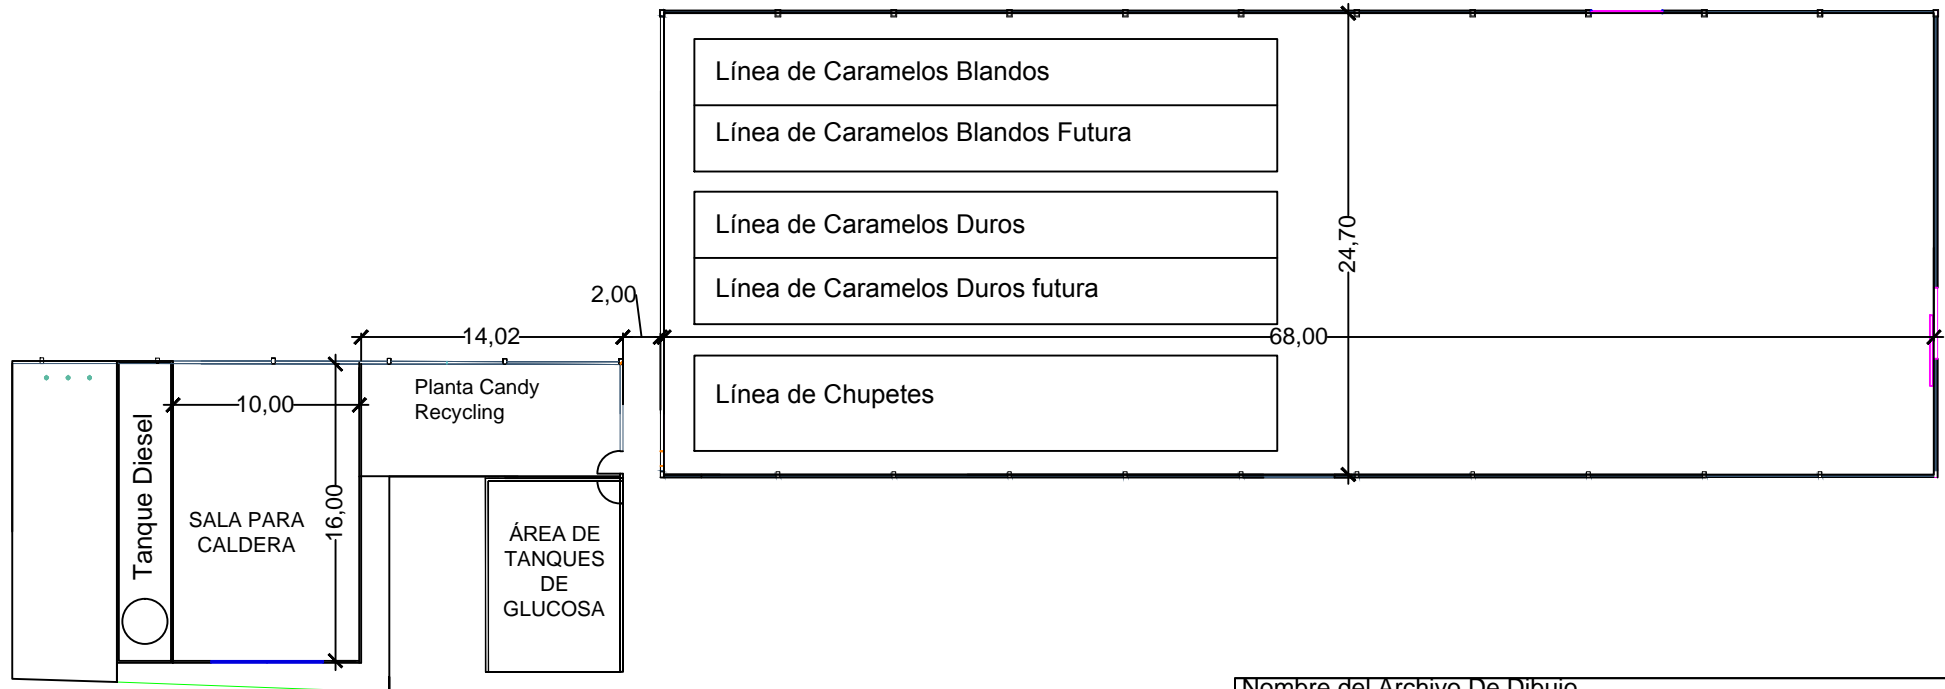 Línea de Caramelos Blandos
Línea de Caramelos Blandos Futura
Línea de Caramelos Duros
24,70
Línea de Caramelos Duros futura
2,00
14,02
68,00
Planta Candy
Recycling
Línea de Chupetes
10,00
Tanque Diesel
16,00
SALA PARA
CALDERA
ÁREA DE
TANQUES
DE
GLUCOSA
Nombre del Archivo De Dibujo